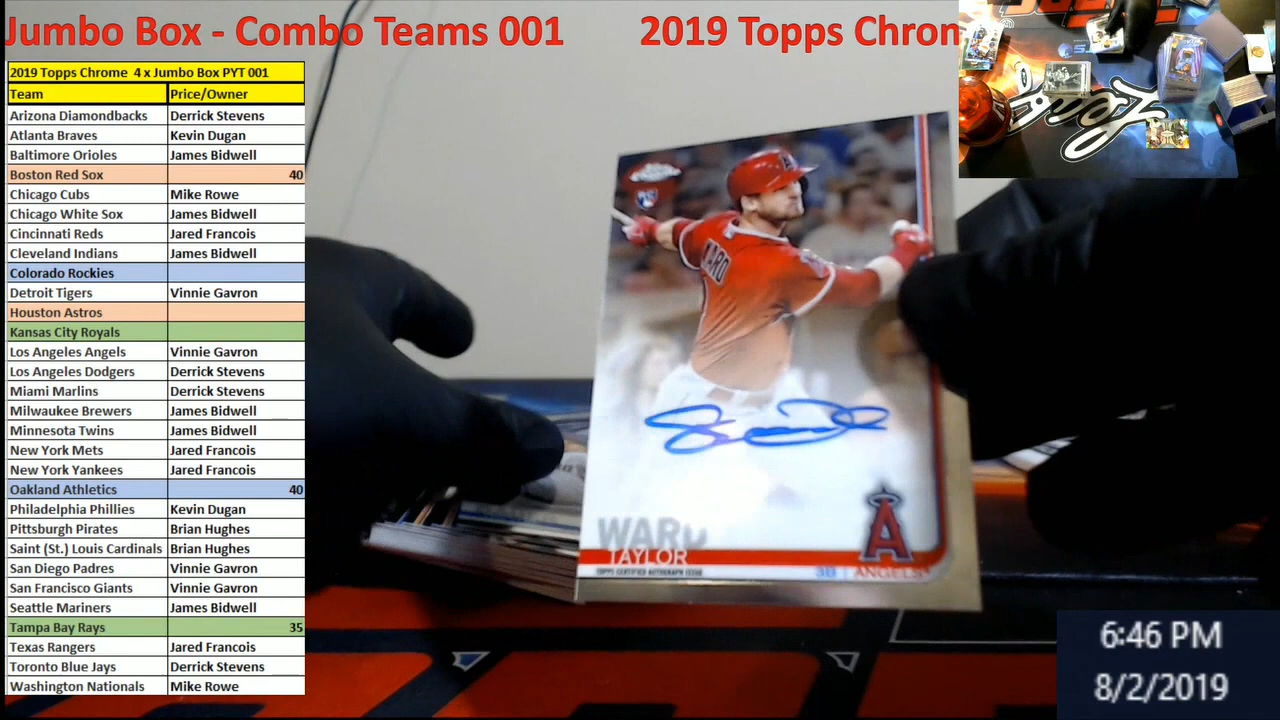 Jumbo Box - Combo Teams 001 2019 Topps Chron
2019 Topps Chrome 4 x Jumbo Box PYT 001
Team Price/Owner
Arizona Diamondbacks Derrick Stevens
Atlanta Braves Kevin Dugan
Baltimore Orioles James Bidwell
Boston Red Sox 40
Chicago Cubs Mike Rowe
Chicago White Sox James Bidwell
Cincinnati Reds Jared Francois
Cleveland Indians James Bidwell
Colorado Rockies
Detroit Tigers Vinnie Gavron
Houston Astros
Kansas City Royals
Los Angeles Angels Vinnie Gavron
Los Angeles Dodgers Derrick Stevens
Miami Marlins Derrick Stevens
Milwaukee Brewers James Bidwell
Minnesota Twins James Bidwell
New York Mets Jared Francois
New York Yankees Jared Francois
Oakland Athletics 40
Philadelphia Phillies Kevin Dugan
Pittsburgh Pirates Brian Hughes
Saint (St.) Louis Cardinals Brian Hughes
San Diego Padres Vinnie Gavron
San Francisco Giants Vinnie Gavron
Seattle Mariners James Bidwell
Tampa Bay Rays 35
Texas Rangers Jared Francois
Toronto Blue Jays Derrick Stevens
Washington Nationals Mike Rowe
WARD
A
WARD
TAYLOR
TOPPS CERTIFIED AUTOGRAPH ISSUE
3B ANGELS
A
6:46 PM
8/2/2019